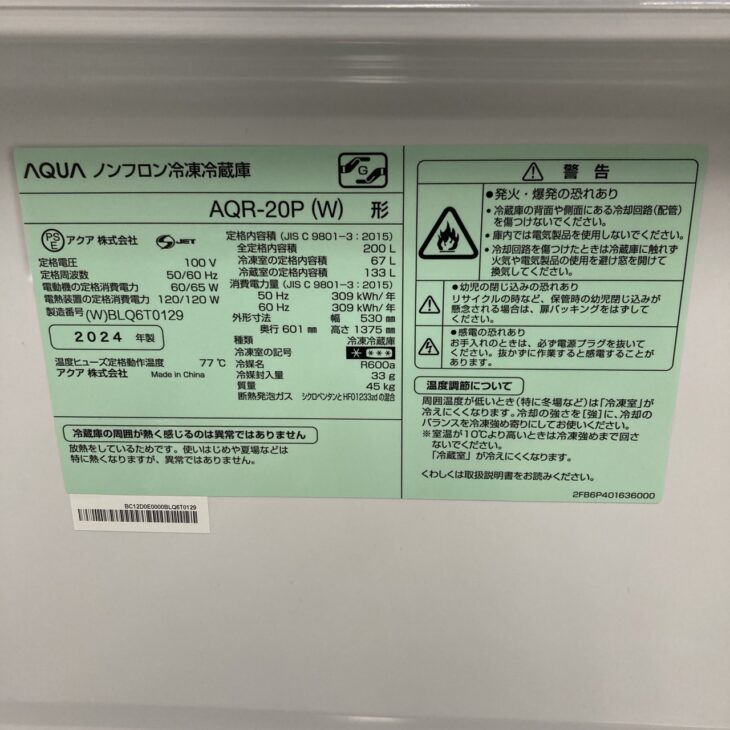 AQUA ノンフロン冷凍冷蔵庫
G
AQR-20P (W) 形
PS E アクア 株式会社 S JET
定格電圧 100 V
定格周波数 50/60 Hz
電動機の定格消費電力 60/65 W
電熱装置の定格消費電力 120/120 W
製造番号 (W)BLQ6T0129
2024 年製
温度ヒューズ定格動作温度 77℃
アクア 株式会社 Made in China
定格内容積 (JIS C 9801-3 : 2015)
全定格内容積 200 L
冷凍室の定格内容積 67 L
冷蔵室の定格内容積 133 L
消費電力量 (JIS C 9801-3 : 2015)
50 Hz 309 kWh/年
60 Hz 309 kWh/年
外形寸法 幅 530 ㎜
奥行 601 ㎜ 高さ 1375 ㎜
種類 冷凍冷蔵庫
冷凍室の記号 ****
冷媒名 R600a
冷媒封入量 33 g
質量 45 kg
断熱発泡ガス シクロペンタンとHFO1233zdの混合
冷蔵庫の周囲が熱く感じるのは異常ではありません
放熱をしているためです。使いはじめや夏場などは
特に熱くなりますが、異常ではありません。
BC12D0E0000BLQ6T0129
警告
●発火・爆発の恐れあり
・冷蔵庫の背面や側面にある冷却回路(配管)
を傷つけないでください。
・庫内では電気製品を使用しないでください。
・冷却回路を傷つけたときは冷蔵庫に触れず
火気や電気製品の使用を避け窓を開けて
換気してください。
●幼児の閉じ込みの恐れあり
リサイクルの時など、保管時の幼児閉じ込みが
懸念される場合は、扉パッキングをはずして
ください。
●感電の恐れあり
お手入れのときは、必ず電源プラグを抜いて
ください。抜かずに作業すると感電することが
あります。
温度調節について
周囲温度が低いとき(特に冬場など)は「冷凍室」が
冷えにくくなります。冷却の強さを[強]に、冷却の
バランスを冷凍強め寄りにしてお使いください。
※室温が10℃より高いときは冷凍強めまで回さ
ないでください。
「冷蔵室」が冷えにくくなります。
くわしくは取扱説明書をお読みください。
2FB6P401636000